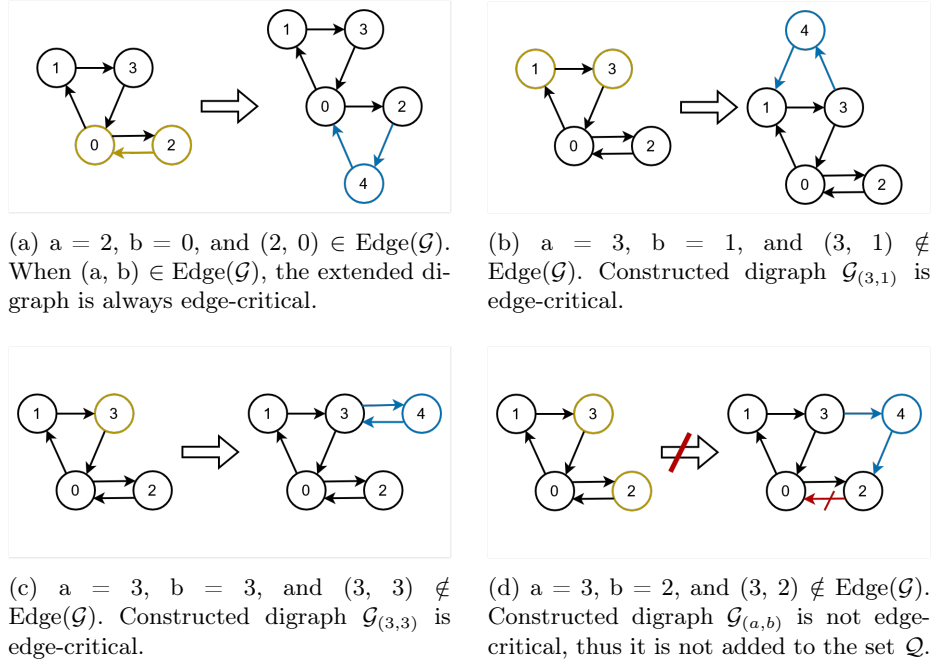 1 3 0 2
1 3 0 2 4
(a) a = 2, b = 0, and (2, 0) ∈ Edge(𝒢).
When (a, b) ∈ Edge(𝒢), the extended di-
graph is always edge-critical.
1 3 0 2
4 1 3 0 2
(b) a = 3, b = 1, and (3, 1) ∉
Edge(𝒢). Constructed digraph 𝒢₍₃,₁₎ is
edge-critical.
1 3 0 2
1 3 4 0 2
(c) a = 3, b = 3, and (3, 3) ∉
Edge(𝒢). Constructed digraph 𝒢₍₃,₃₎ is
edge-critical.
1 3 0 2
1 3 4 0 2
(d) a = 3, b = 2, and (3, 2) ∉ Edge(𝒢).
Constructed digraph 𝒢₍a,b₎ is not edge-
critical, thus it is not added to the set 𝒬.